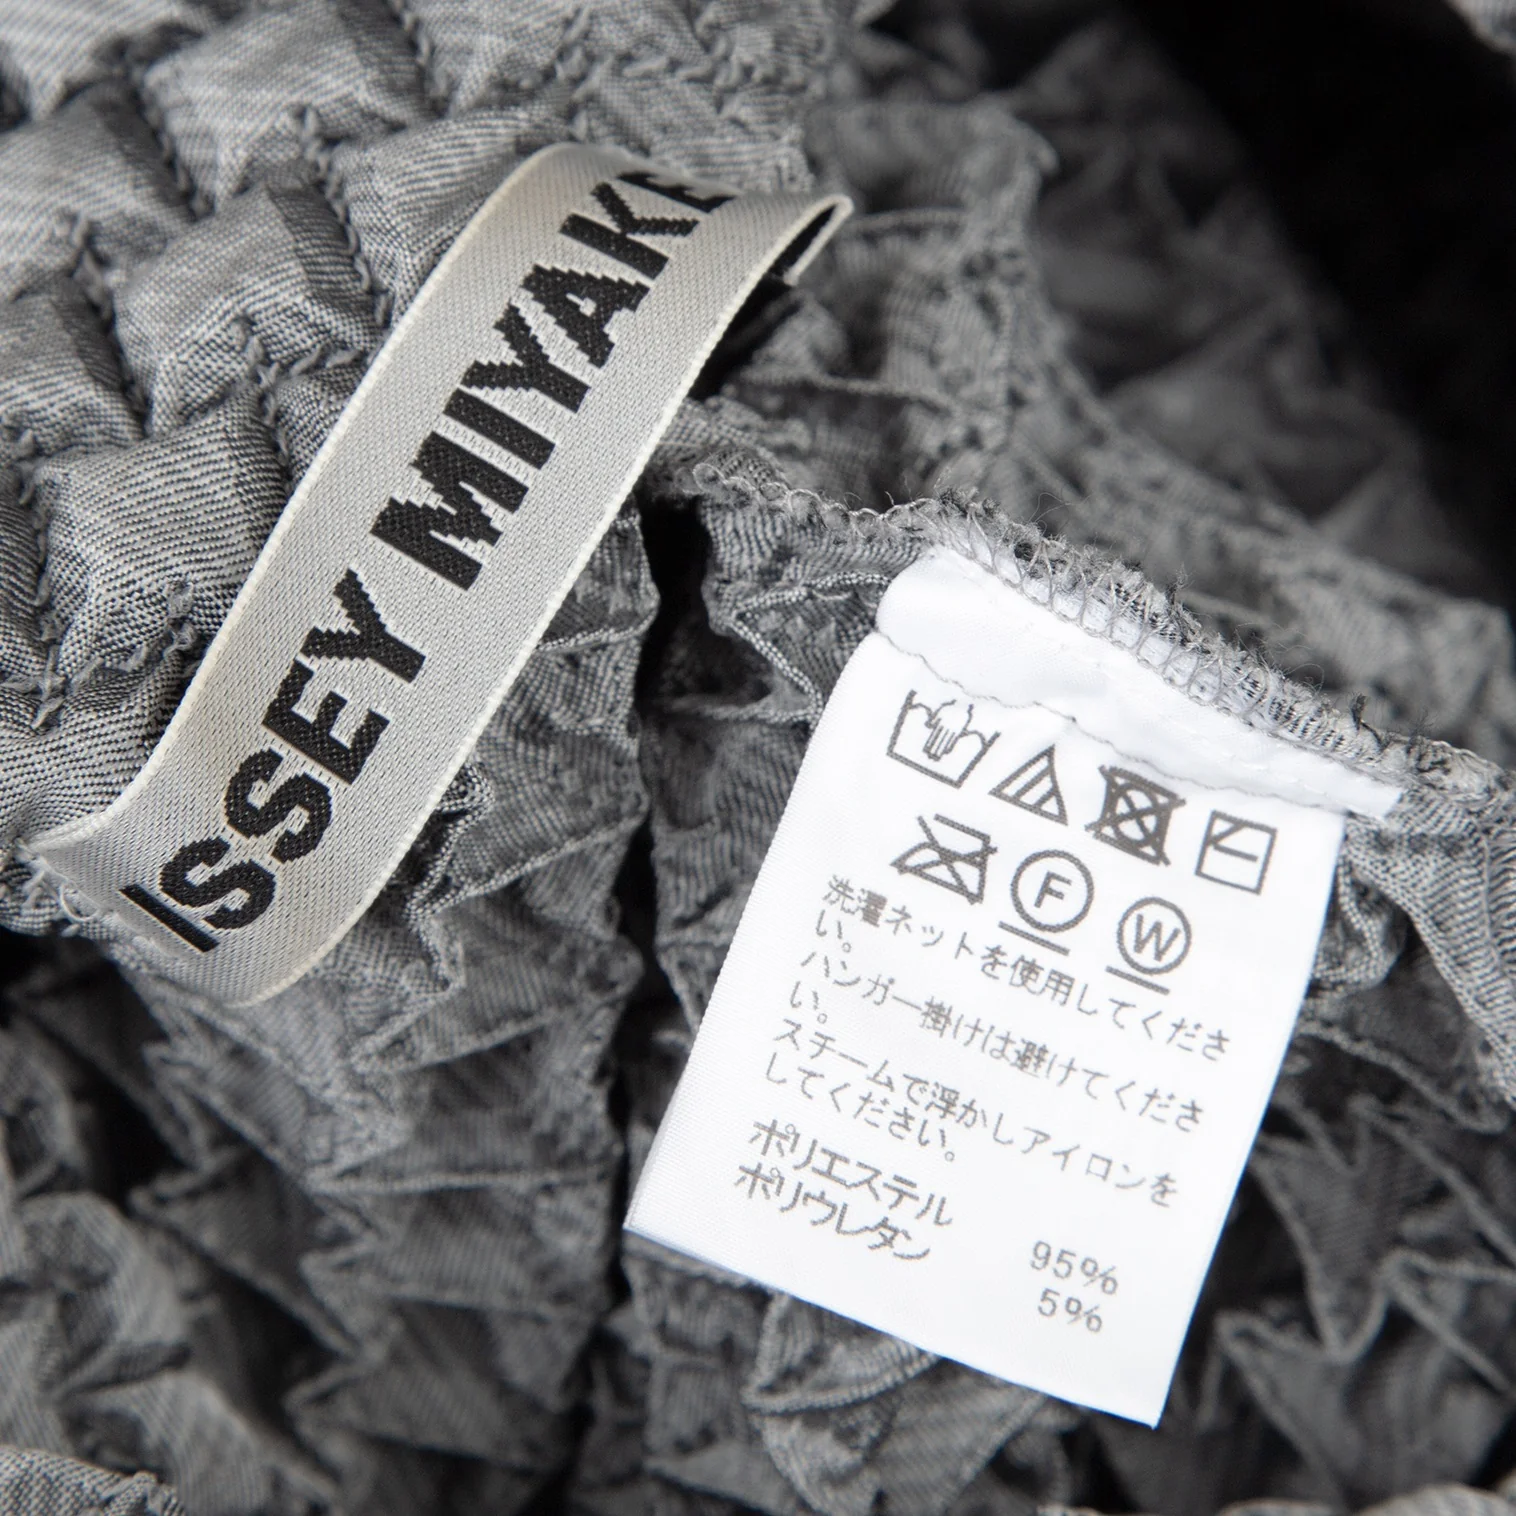 ISSEY MIYAKE
F
W
洗濯ネットを使用してくださ
い。
ハンガー掛けは避けてくださ
い。
スチームで浮かしアイロンを
してください。
ポリエステル 95%
ポリウレタン 5%